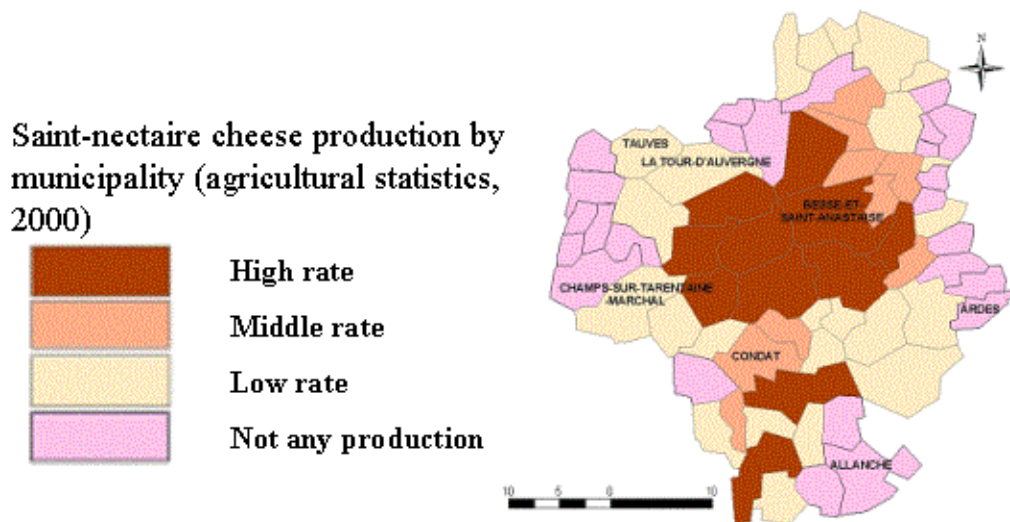 Saint-nectaire cheese production by
municipality (agricultural statistics,
2000)
High rate
Middle rate
Low rate
Not any production
N
TAUVES
LA TOUR-D'AUVERGNE
BESSE-ET
SAINT-ANASTAISE
CHAMPS-SUR-TARENTAINE
-MARCHAL
ARDES
CONDAT
ALLANCHE
10 5 0 10